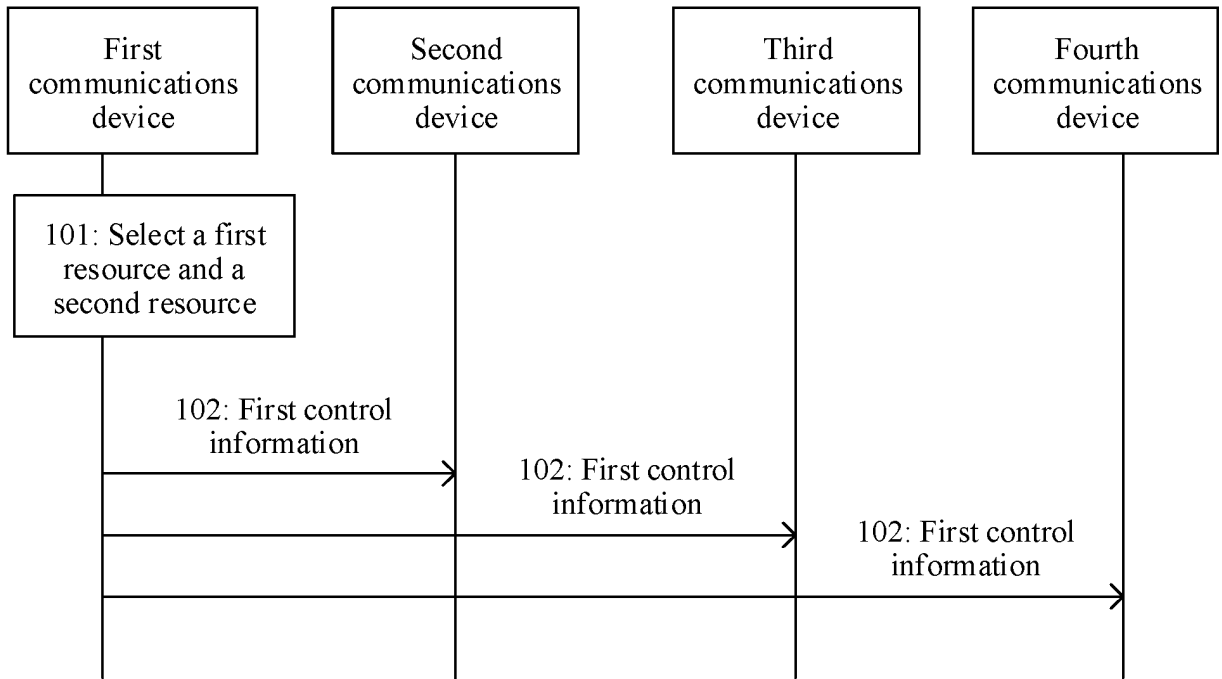 First
communications
device
Second
communications
device
Third
communications
device
Fourth
communications
device
101: Select a first
resource and a
second resource
102: First control
information
102: First control
information
102: First control
information